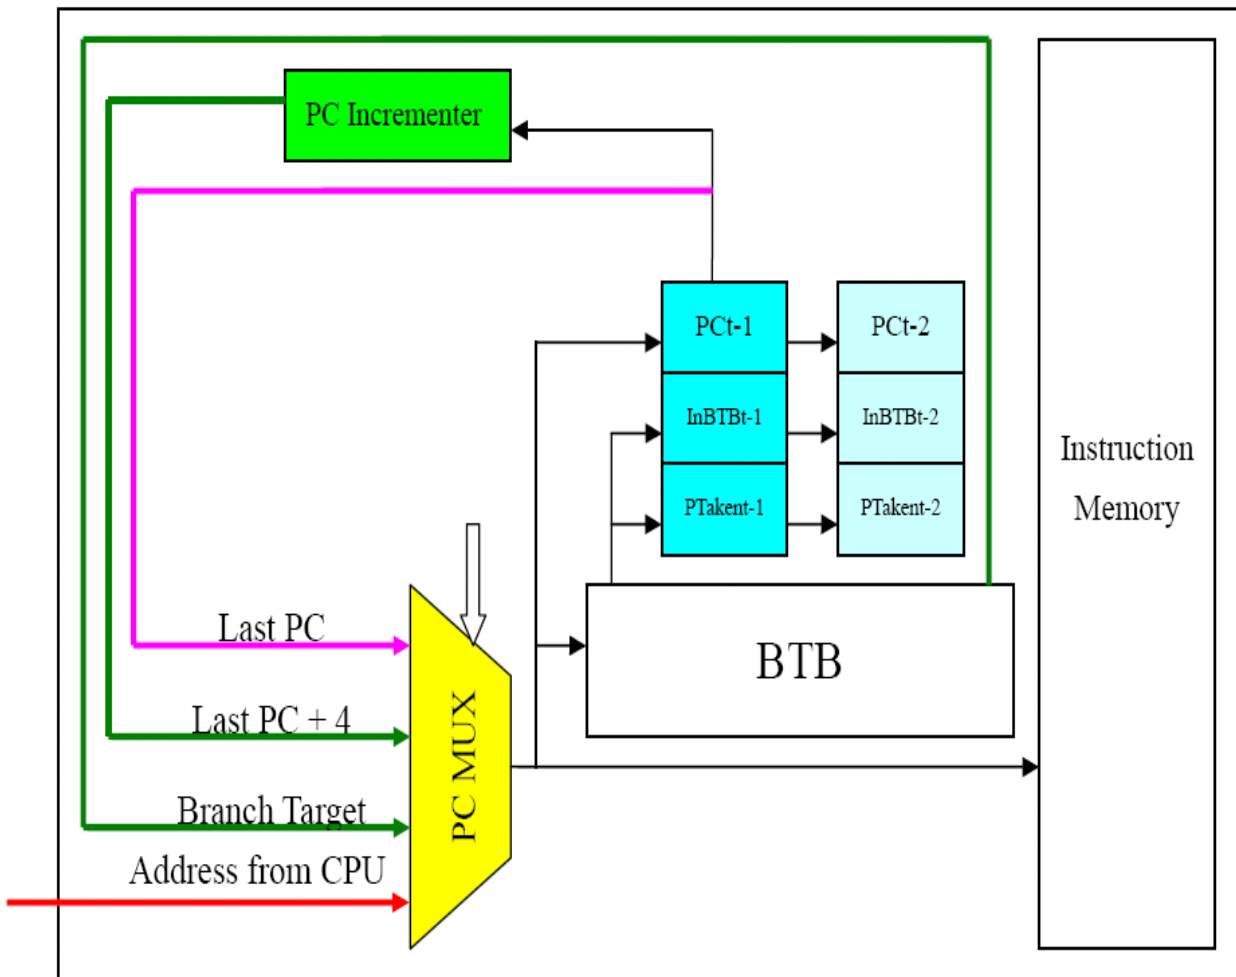 PC Incrementer
PCt-1
PCt-2
InBTBt-1
InBTBt-2
PTakent-1
PTakent-2
Instruction
Memory
Last PC
Last PC + 4
Branch Target
Address from CPU
PC MUX
BTB